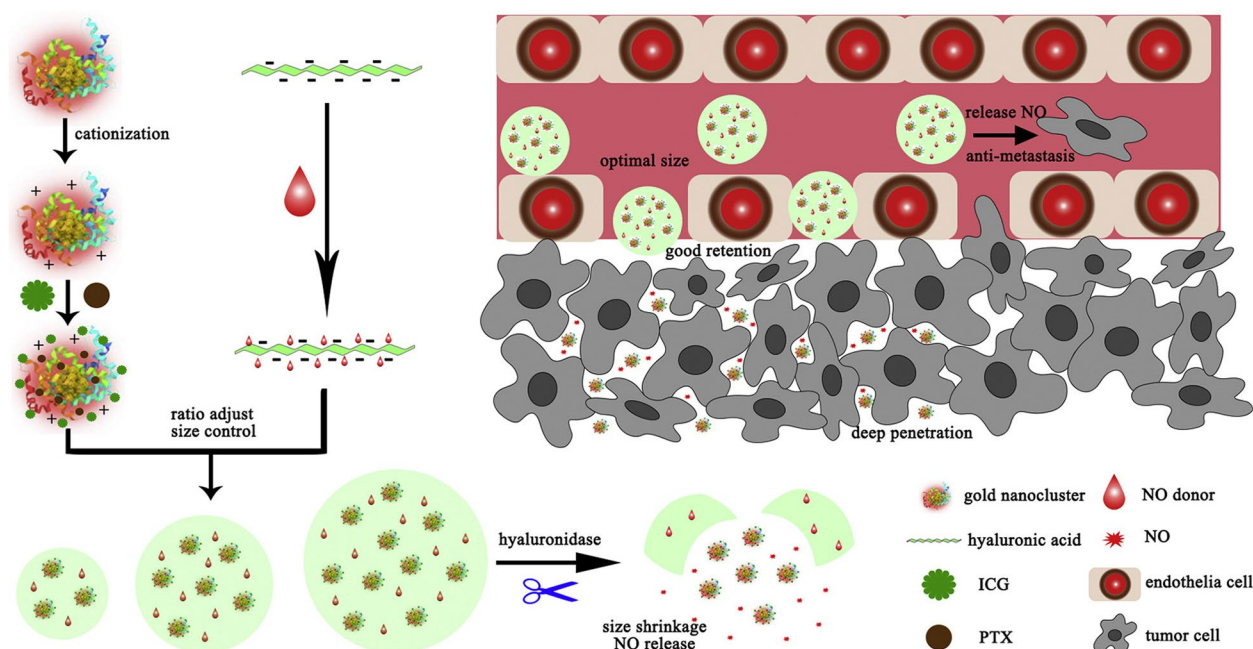 cationization
ratio adjust
size control
hyaluronidase
size shrinkage
NO release
optimal size
release NO
anti-metastasis
good retention
deep penetration
gold nanocluster
NO donor
hyaluronic acid
NO
ICG
endothelia cell
PTX
tumor cell